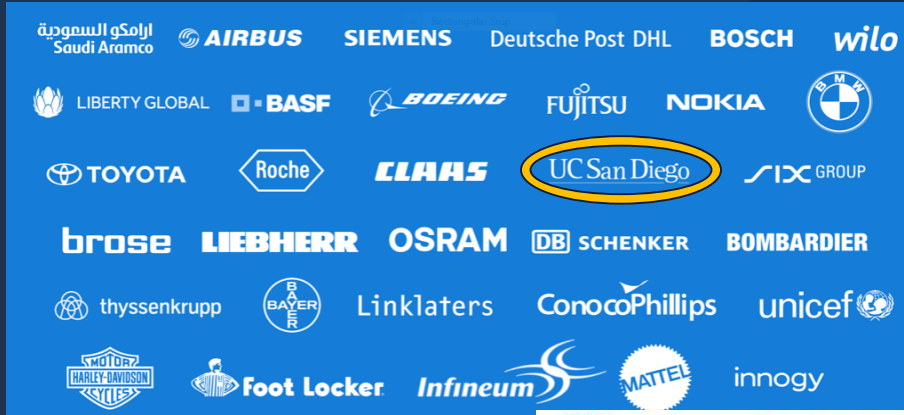 ارامكو السعودية
Saudi Aramco
AIRBUS
SIEMENS
Deutsche Post DHL
BOSCH
wilo
LIBERTY GLOBAL
BASF
BOEING
FUJITSU
NOKIA
BMW
TOYOTA
Roche
CLAAS
UC San Diego
SIX GROUP
brose
LIEBHERR
OSRAM
DB SCHENKER
BOMBARDIER
thyssenkrupp
BAYER
BAYER
Linklaters
ConocoPhillips
unicef
MOTOR
HARLEY-DAVIDSON
CYCLES
Foot Locker
Infineum
MATTEL
innogy